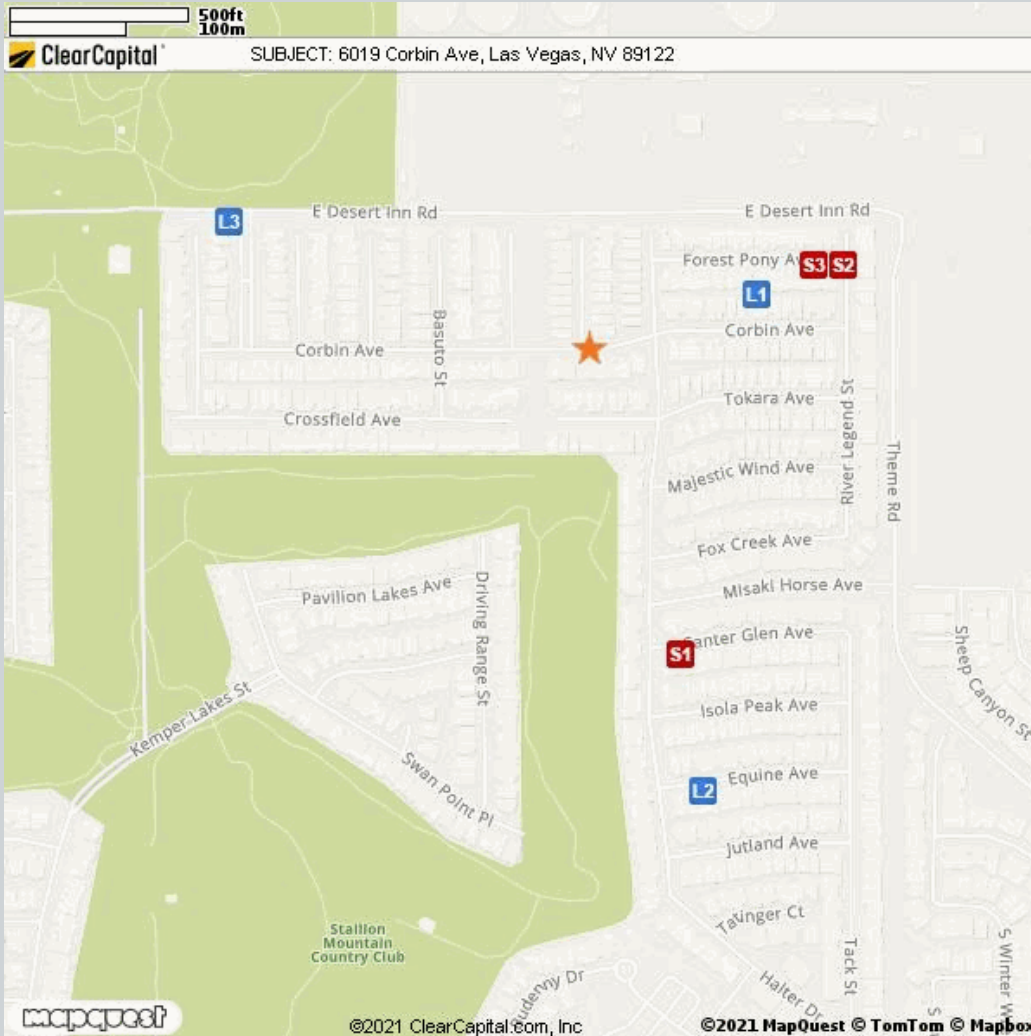 500ft
100m
ClearCapital
SUBJECT: 6019 Corbin Ave, Las Vegas, NV 89122
L3
E Desert Inn Rd
E Desert Inn Rd
Forest Pony Av
S3
S2
L1
Corbin Ave
Basuto St
Corbin Ave
Tokara Ave
River Legend St
Crossfield Ave
Theme Rd
Majestic Wind Ave
Fox Creek Ave
Misaki Horse Ave
Pavilion Lakes Ave
Driving Range St
S1
anter Glen Ave
Sheep Canyon St
Kemper Lakes St
Isola Peak Ave
Swan Point Pl
Equine Ave
L2
Jutland Ave
Stallion
Mountain
Country Club
Ct
Tack St
S Winter
udenny Dr
Halter Dr
mapquest
©2021 ClearCapital.com, Inc
©2021 MapQuest © TomTom © Mapbox